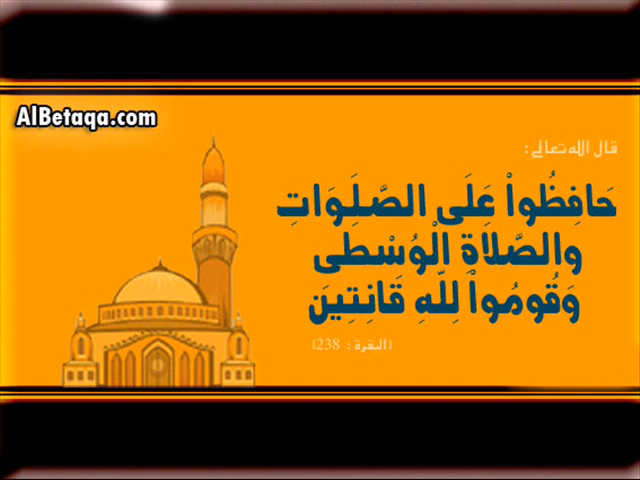 AlBetaqa.com
قال الله تعالى :
حَافِظُواْ عَلَى الصَّلَوَاتِ
والصَّلاَةِ الْوُسْطَى
وَقُومُواْ لِلّهِ قَانِتِينَ
(البقرة : 238)